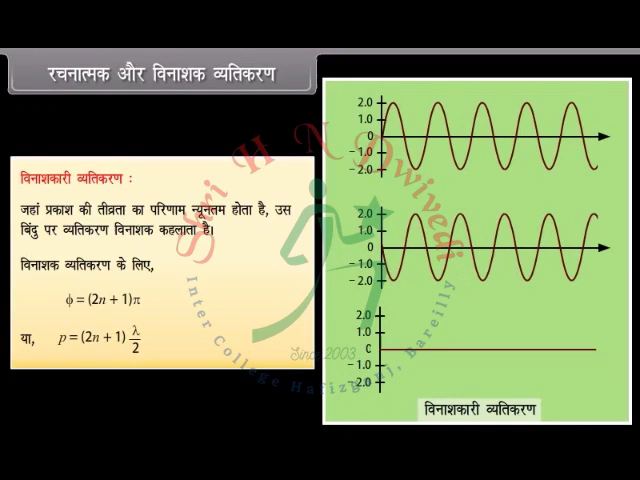 रचनात्मक और विनाशक व्यतिकरण
विनाशकारी व्यतिकरण :
जहां प्रकाश की तीव्रता का परिणाम न्यूनतम होता है, उस
बिंदु पर व्यतिकरण विनाशक कहलाता है।
विनाशक व्यतिकरण के लिए,
ϕ = (2n + 1)π
या, p = (2n + 1) λ/2
2.0
1.0
0
− 1.0
− 2.0
2.0
1.0
0
− 1.0
− 2.0
2.0
1.0
C
− 1.0
− 2.0
विनाशकारी व्यतिकरण
Shri H N Dwivedi
Inter College Hafizganj, Bareilly
Since 2003